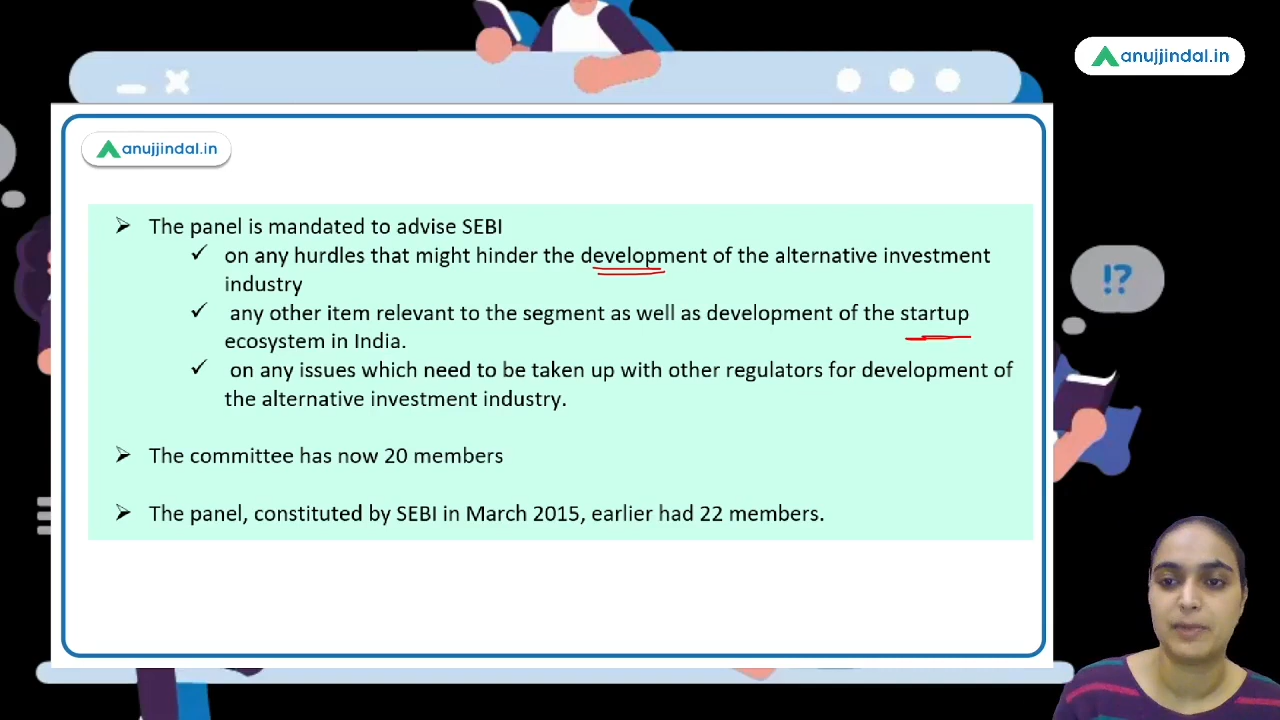 anujjindal.in
anujjindal.in
➢ The panel is mandated to advise SEBI
✓ on any hurdles that might hinder the development of the alternative investment
industry
✓ any other item relevant to the segment as well as development of the startup
ecosystem in India.
✓ on any issues which need to be taken up with other regulators for development of
the alternative investment industry.
!?
➢ The committee has now 20 members
➢ The panel, constituted by SEBI in March 2015, earlier had 22 members.